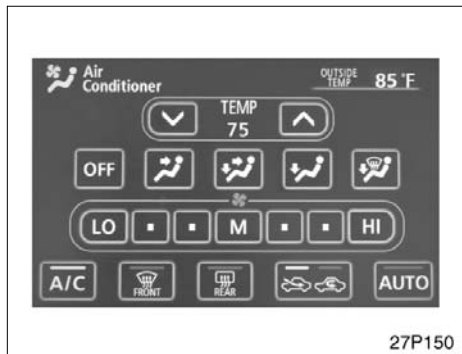 Air
Conditioner
OUTSIDE
TEMP
85°F
TEMP
75
OFF
LO
M
HI
A/C
FRONT
REAR
AUTO
27P150